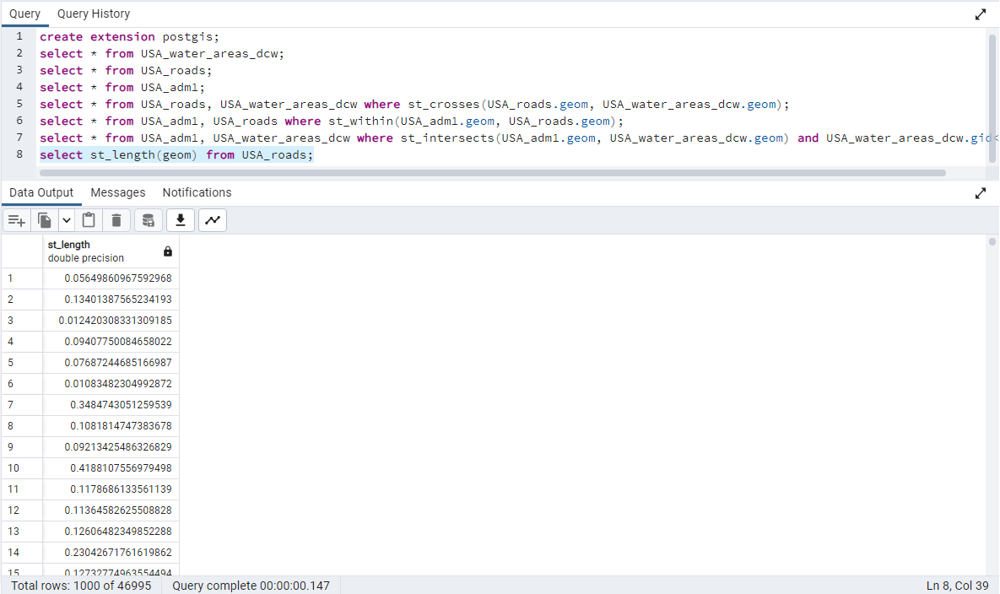 Query Query History
1 create extension postgis;
2 select * from USA_water_areas_dcw;
3 select * from USA_roads;
4 select * from USA_adm1;
5 select * from USA_roads, USA_water_areas_dcw where st_crosses(USA_roads.geom, USA_water_areas_dcw.geom);
6 select * from USA_adm1, USA_roads where st_within(USA_adm1.geom, USA_roads.geom);
7 select * from USA_adm1, USA_water_areas_dcw where st_intersects(USA_adm1.geom, USA_water_areas_dcw.geom) and USA_water_areas_dcw.gid<
8 select st_length(geom) from USA_roads;
Data Output Messages Notifications
st_length
double precision
1 0.05649860967592968
2 0.13401387565234193
3 0.012420308331309185
4 0.09407750084658022
5 0.07687244685166987
6 0.01083482304992872
7 0.3484743051259539
8 0.1081814747383678
9 0.09213425486326829
10 0.4188107556979498
11 0.1178686133561139
12 0.11364582625508828
13 0.12606482349852288
14 0.23042671761619862
15 0.12732774963554494
Total rows: 1000 of 46995 Query complete 00:00:00.147 Ln 8, Col 39